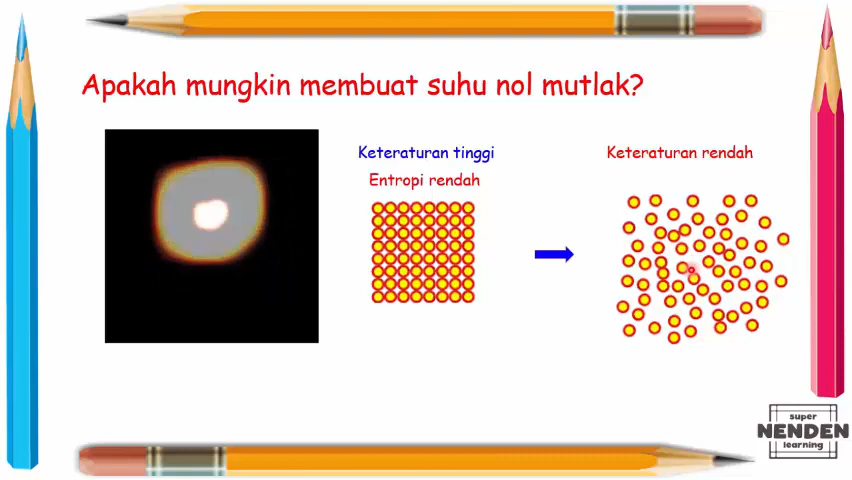 Apakah mungkin membuat suhu nol mutlak?
Keteraturan tinggi
Entropi rendah
Keteraturan rendah
super
NENDEN
learning